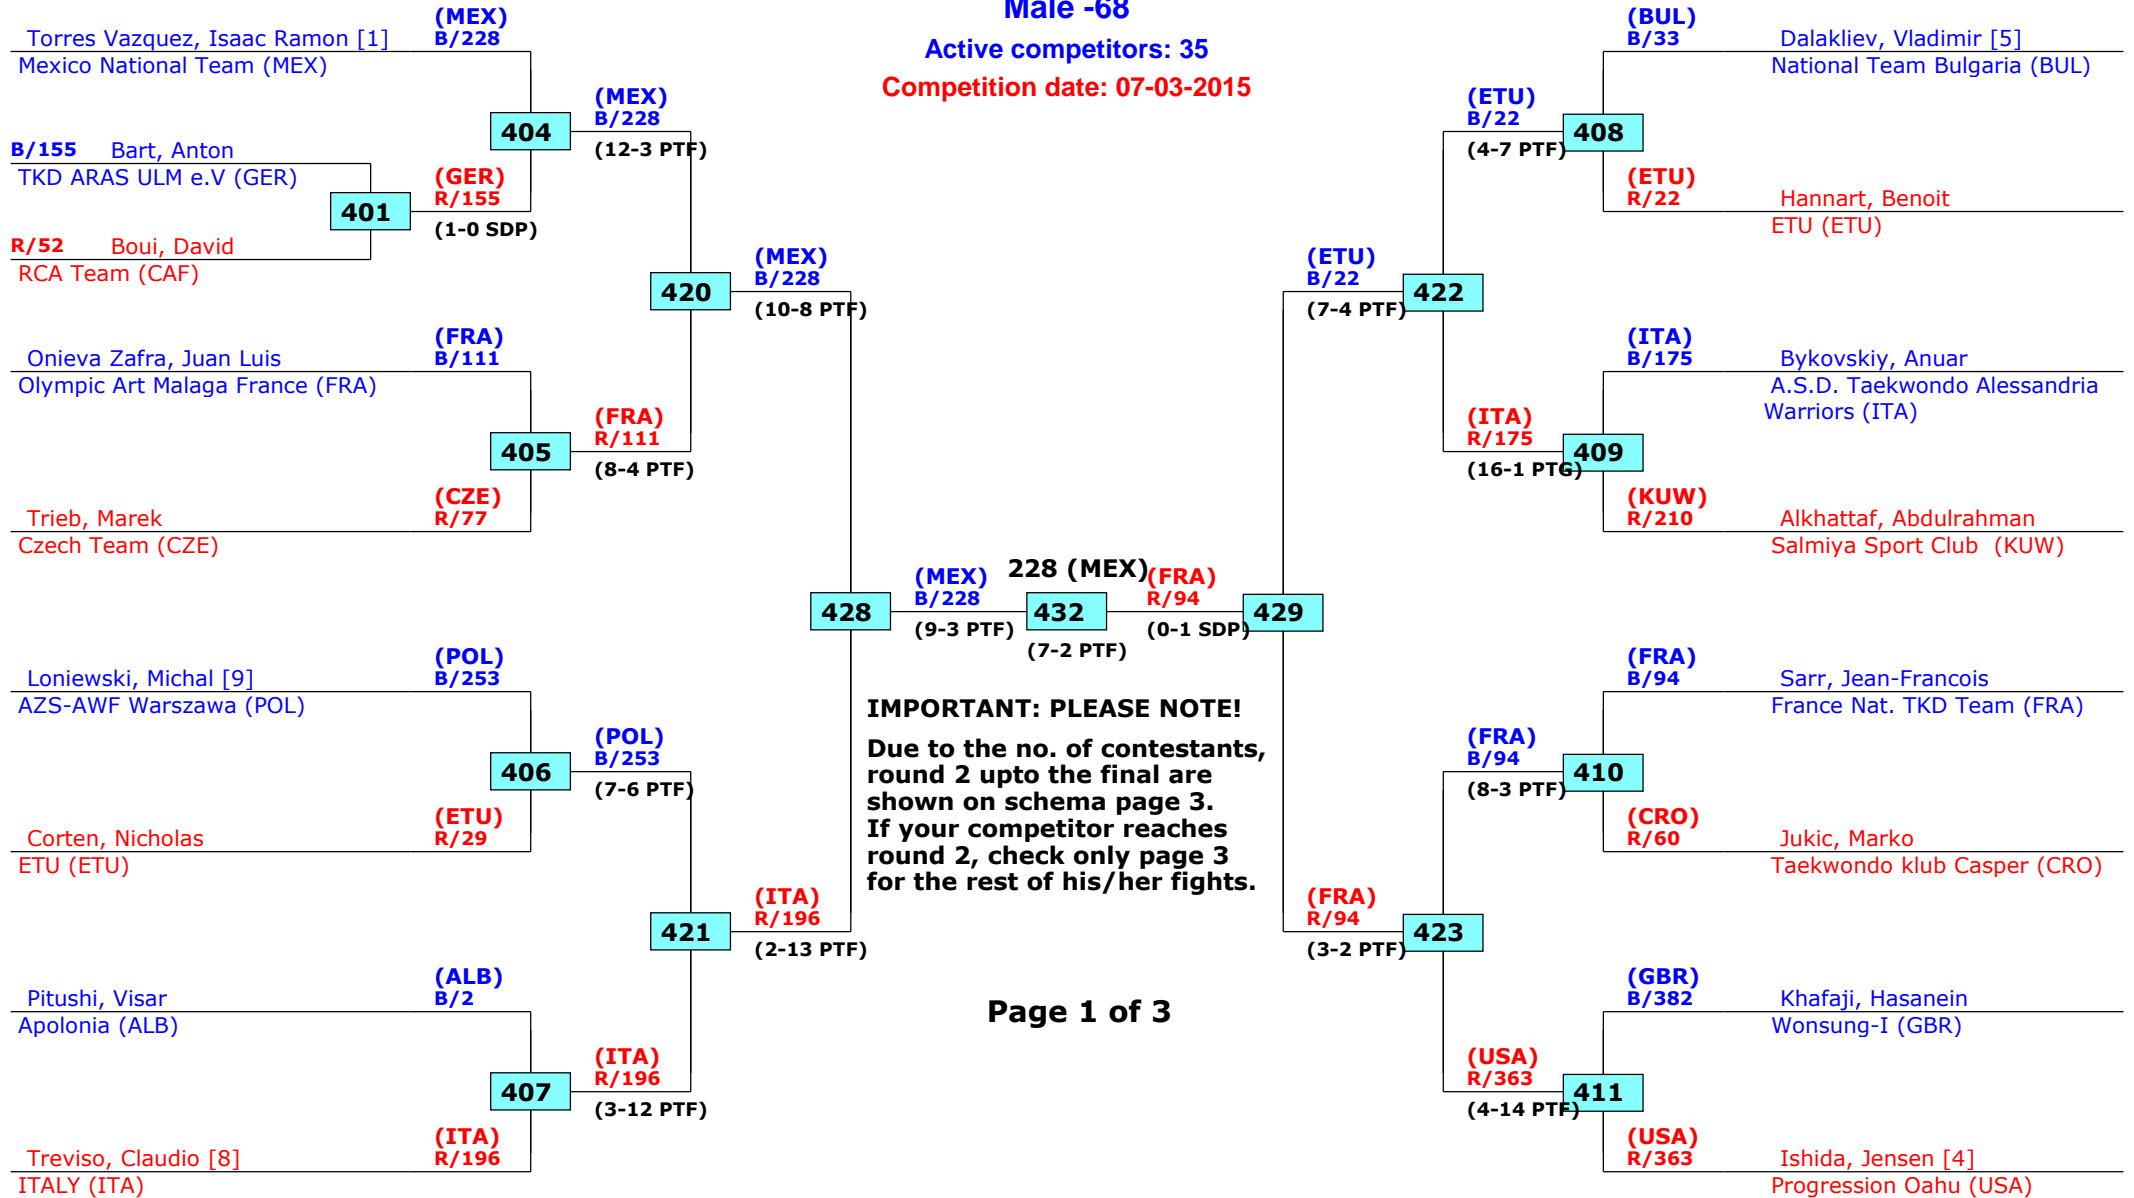 Male -68
Active competitors: 35
Competition date: 07-03-2015
Torres Vazquez, Isaac Ramon [1]
Mexico National Team (MEX)
(MEX)
B/228
B/155 Bart, Anton
TKD ARAS ULM e.V (GER)
401
R/52 Boui, David
RCA Team (CAF)
(GER)
R/155
(1-0 SDP)
404
(MEX)
B/228
(12-3 PTF)
Onieva Zafra, Juan Luis
Olympic Art Malaga France (FRA)
(FRA)
B/111
405
Trieb, Marek
Czech Team (CZE)
(CZE)
R/77
(FRA)
R/111
(8-4 PTF)
420
(MEX)
B/228
(10-8 PTF)
Loniewski, Michal [9]
AZS-AWF Warszawa (POL)
(POL)
B/253
406
Corten, Nicholas
ETU (ETU)
(ETU)
R/29
(POL)
B/253
(7-6 PTF)
421
(ITA)
R/196
(2-13 PTF)
Pitushi, Visar
Apolonia (ALB)
(ALB)
B/2
407
Treviso, Claudio [8]
ITALY (ITA)
(ITA)
R/196
(ITA)
R/196
(3-12 PTF)
428
(MEX)
B/228
(9-3 PTF)
228 (MEX)
432
(7-2 PTF)
(FRA)
R/94
(0-1 SDP)
429
IMPORTANT: PLEASE NOTE!
Due to the no. of contestants,
round 2 upto the final are
shown on schema page 3.
If your competitor reaches
round 2, check only page 3
for the rest of his/her fights.
Page 1 of 3
(BUL)
B/33
Dalakliev, Vladimir [5]
National Team Bulgaria (BUL)
(ETU)
B/22
(4-7 PTF)
408
(ETU)
R/22
Hannart, Benoit
ETU (ETU)
(ETU)
B/22
(7-4 PTF)
422
(ITA)
B/175
Bykovskiy, Anuar
A.S.D. Taekwondo Alessandria
Warriors (ITA)
(ITA)
R/175
(16-1 PTG)
409
(KUW)
R/210
Alkhattaf, Abdulrahman
Salmiya Sport Club (KUW)
(FRA)
B/94
Sarr, Jean-Francois
France Nat. TKD Team (FRA)
(FRA)
B/94
(8-3 PTF)
410
(CRO)
R/60
Jukic, Marko
Taekwondo klub Casper (CRO)
(FRA)
R/94
(3-2 PTF)
423
(GBR)
B/382
Khafaji, Hasanein
Wonsung-I (GBR)
(USA)
R/363
(4-14 PTF)
411
(USA)
R/363
Ishida, Jensen [4]
Progression Oahu (USA)